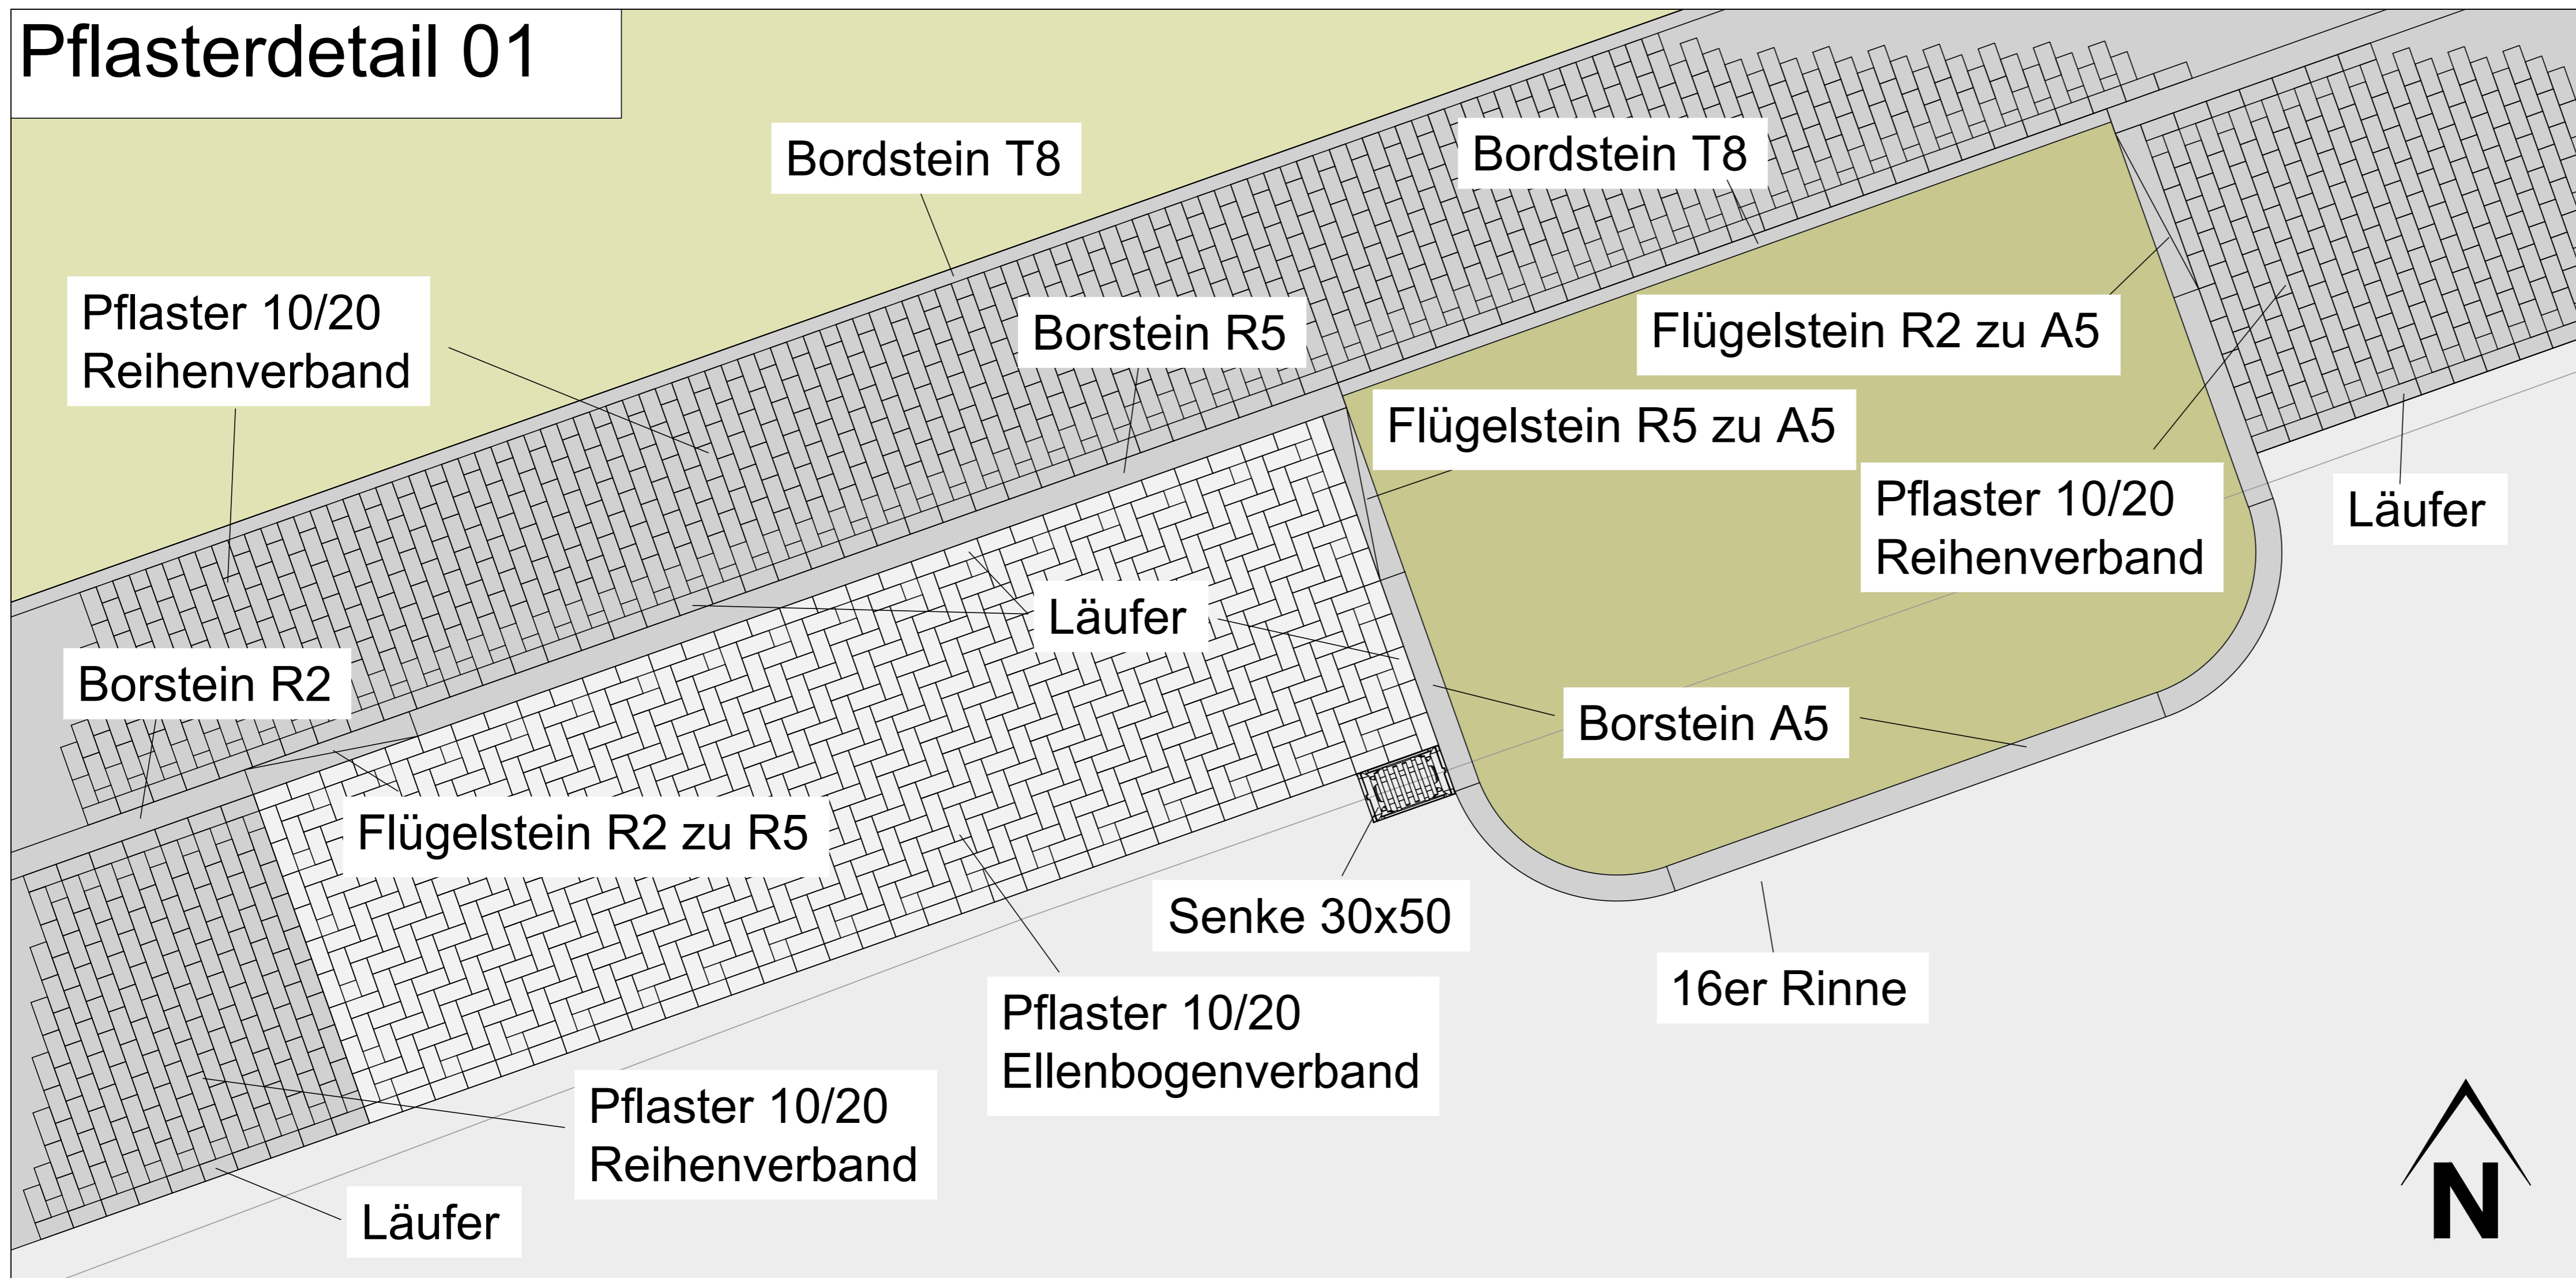 Pflasterdetail 01
Bordstein T8
Bordstein T8
Pflaster 10/20
Reihenverband
Borstein R5
Flügelstein R2 zu A5
Flügelstein R5 zu A5
Pflaster 10/20
Reihenverband
Läufer
Läufer
Borstein R2
Borstein A5
Flügelstein R2 zu R5
Senke 30x50
16er Rinne
Pflaster 10/20
Ellenbogenverband
Pflaster 10/20
Reihenverband
Läufer
N